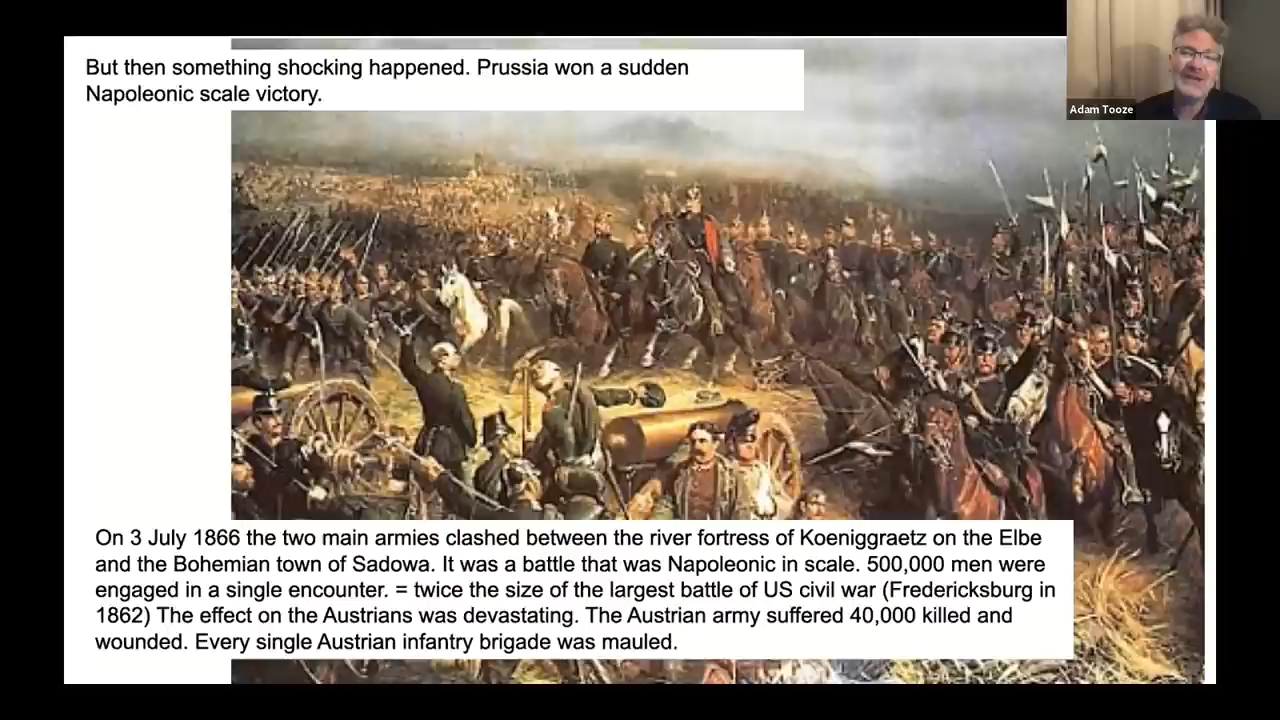 But then something shocking happened. Prussia won a sudden
Napoleonic scale victory.
Adam Tooze
On 3 July 1866 the two main armies clashed between the river fortress of Koeniggraetz on the Elbe
and the Bohemian town of Sadowa. It was a battle that was Napoleonic in scale. 500,000 men were
engaged in a single encounter. = twice the size of the largest battle of US civil war (Fredericksburg in
1862) The effect on the Austrians was devastating. The Austrian army suffered 40,000 killed and
wounded. Every single Austrian infantry brigade was mauled.